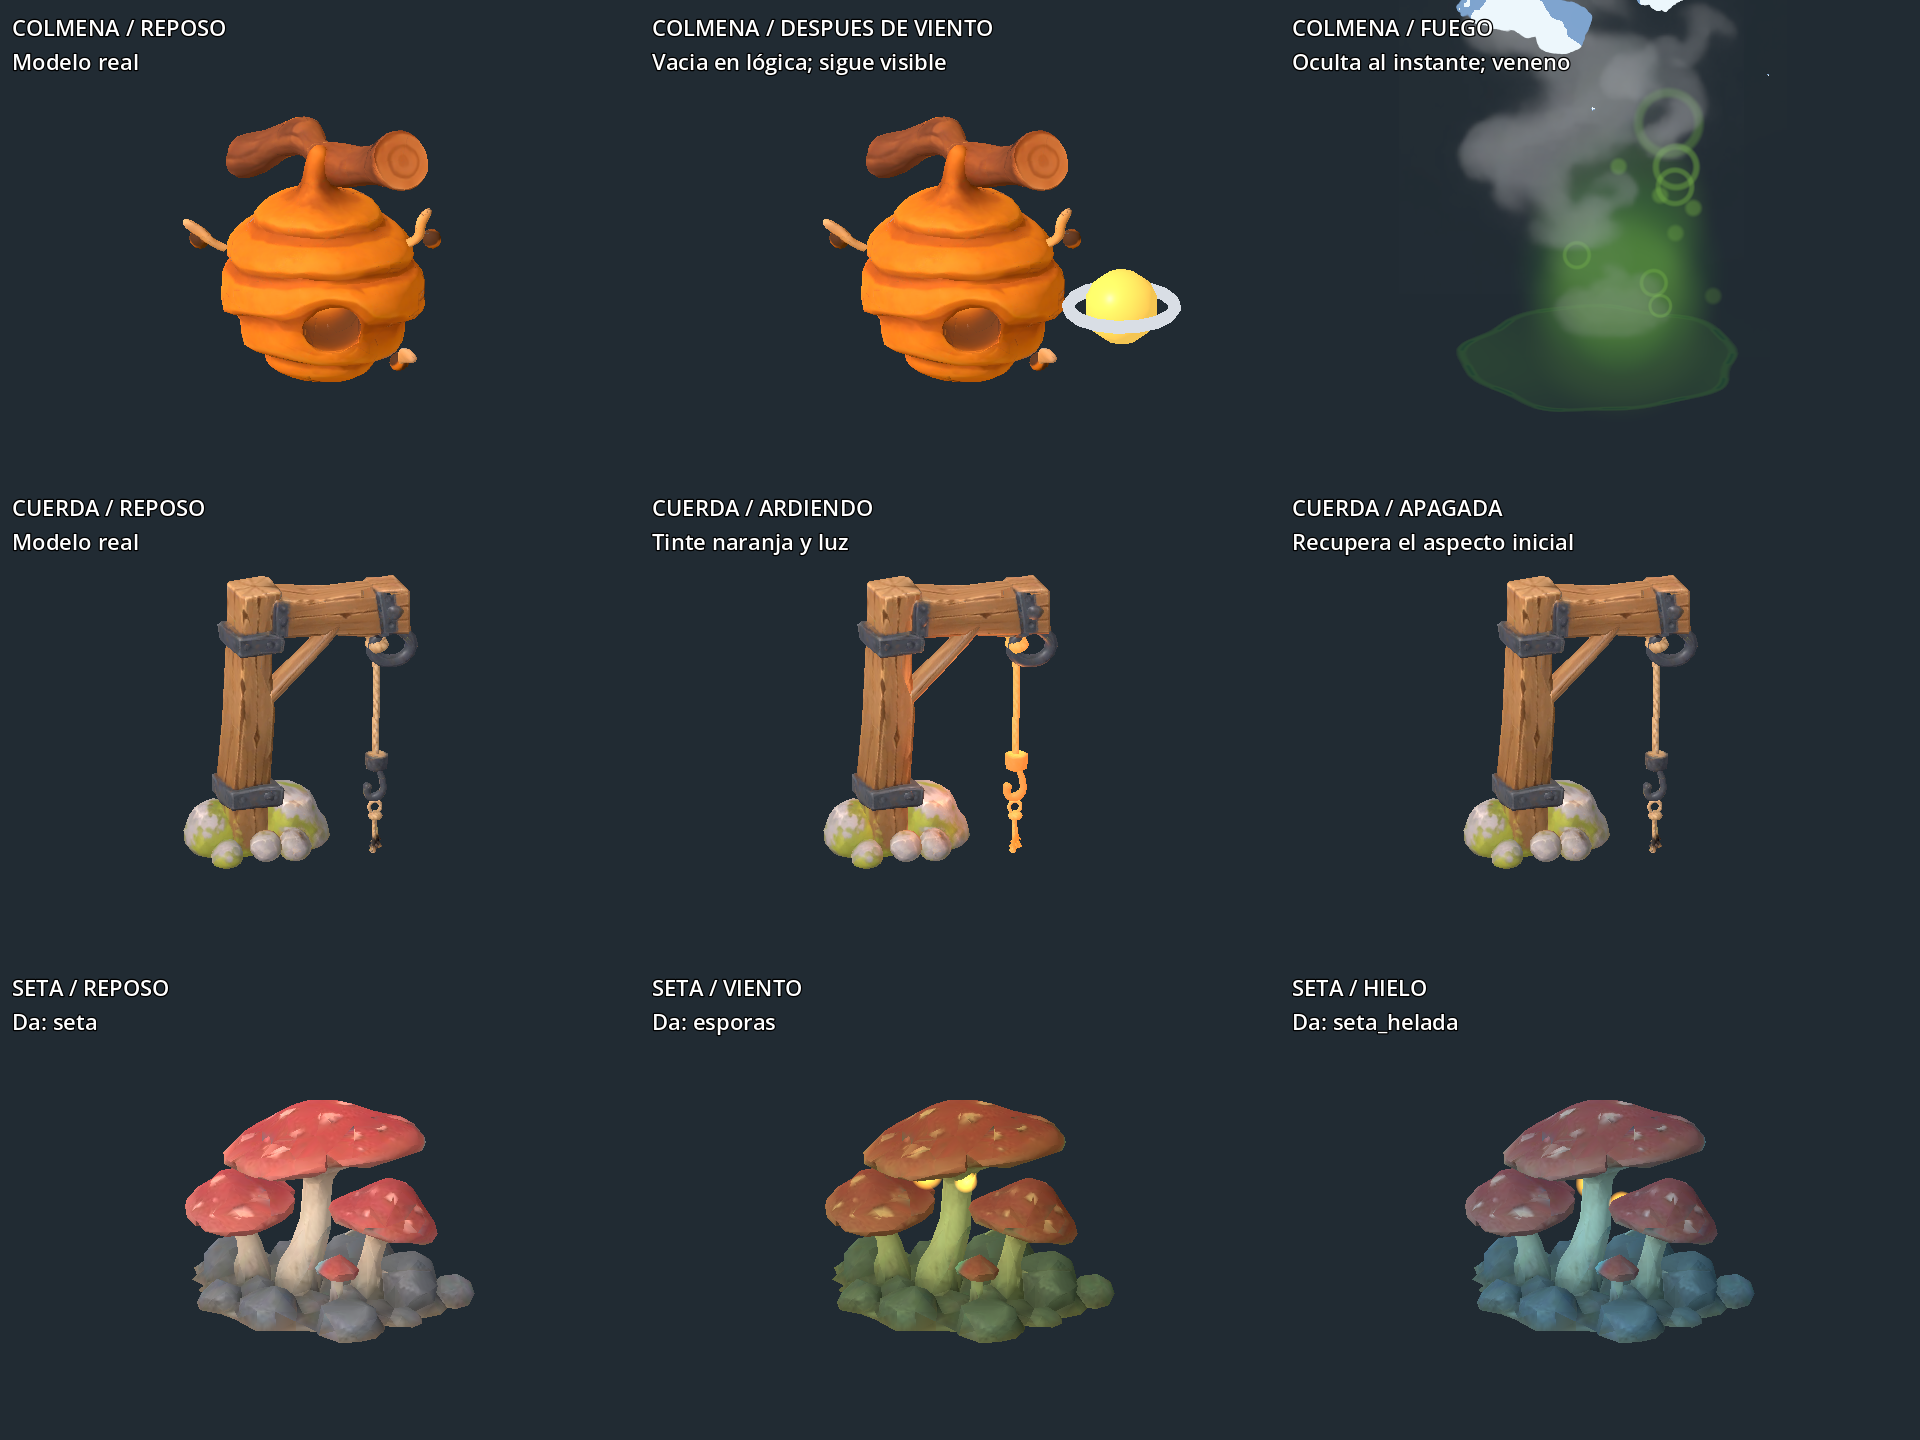 COLMENA / REPOSO
Modelo real
COLMENA / DESPUES DE VIENTO
Vacia en lógica; sigue visible
COLMENA / FUEGO
Oculta al instante; veneno
CUERDA / REPOSO
Modelo real
CUERDA / ARDIENDO
Tinte naranja y luz
CUERDA / APAGADA
Recupera el aspecto inicial
SETA / REPOSO
Da: seta
SETA / VIENTO
Da: esporas
SETA / HIELO
Da: seta_helada